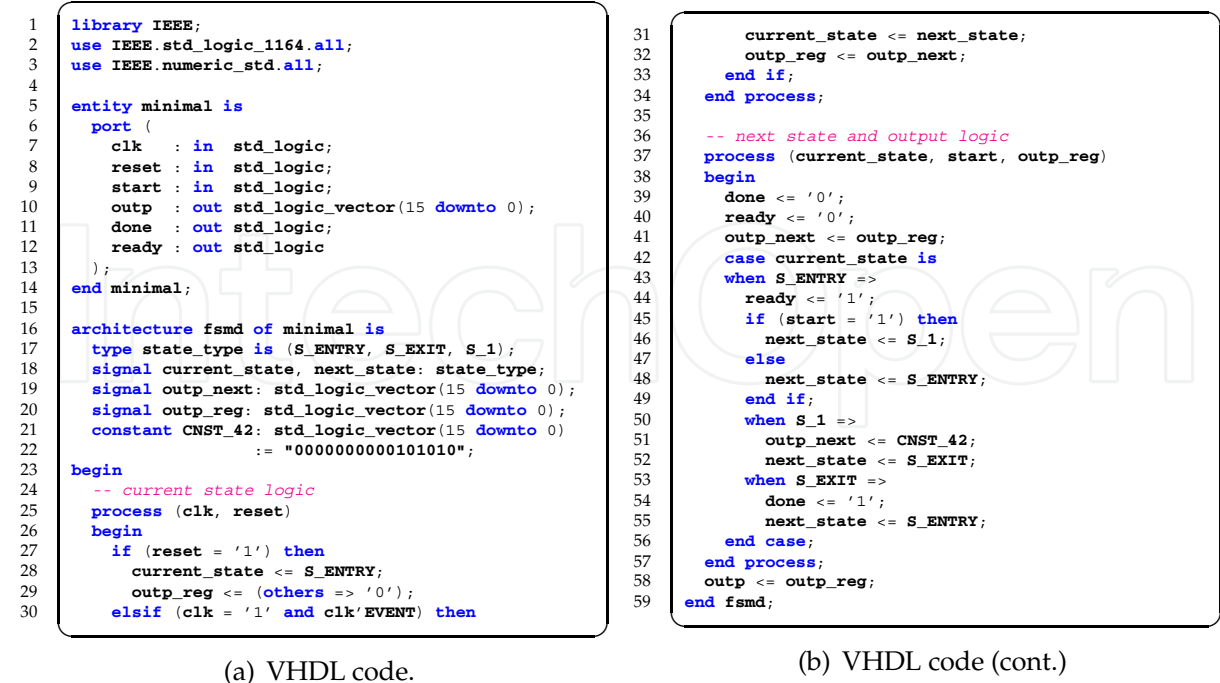 1 library IEEE;
2 use IEEE.std_logic_1164.all;
3 use IEEE.numeric_std.all;
4
5 entity minimal is
6 port (
7 clk : in std_logic;
8 reset : in std_logic;
9 start : in std_logic;
10 outp : out std_logic_vector(15 downto 0);
11 done : out std_logic;
12 ready : out std_logic
13 );
14 end minimal;
15
16 architecture fsmd of minimal is
17 type state_type is (S_ENTRY, S_EXIT, S_1);
18 signal current_state, next_state: state_type;
19 signal outp_next: std_logic_vector(15 downto 0);
20 signal outp_reg: std_logic_vector(15 downto 0);
21 constant CNST_42: std_logic_vector(15 downto 0)
22 := "0000000000101010";
23 begin
24 -- current state logic
25 process (clk, reset)
26 begin
27 if (reset = '1') then
28 current_state <= S_ENTRY;
29 outp_reg <= (others => '0');
30 elsif (clk = '1' and clk'EVENT) then
(a) VHDL code.
31 current_state <= next_state;
32 outp_reg <= outp_next;
33 end if;
34 end process;
35
36 -- next state and output logic
37 process (current_state, start, outp_reg)
38 begin
39 done <= '0';
40 ready <= '0';
41 outp_next <= outp_reg;
42 case current_state is
43 when S_ENTRY =>
44 ready <= '1';
45 if (start = '1') then
46 next_state <= S_1;
47 else
48 next_state <= S_ENTRY;
49 end if;
50 when S_1 =>
51 outp_next <= CNST_42;
52 next_state <= S_EXIT;
53 when S_EXIT =>
54 done <= '1';
55 next_state <= S_ENTRY;
56 end case;
57 end process;
58 outp <= outp_reg;
59 end fsmd;
(b) VHDL code (cont.)
IntechOpen